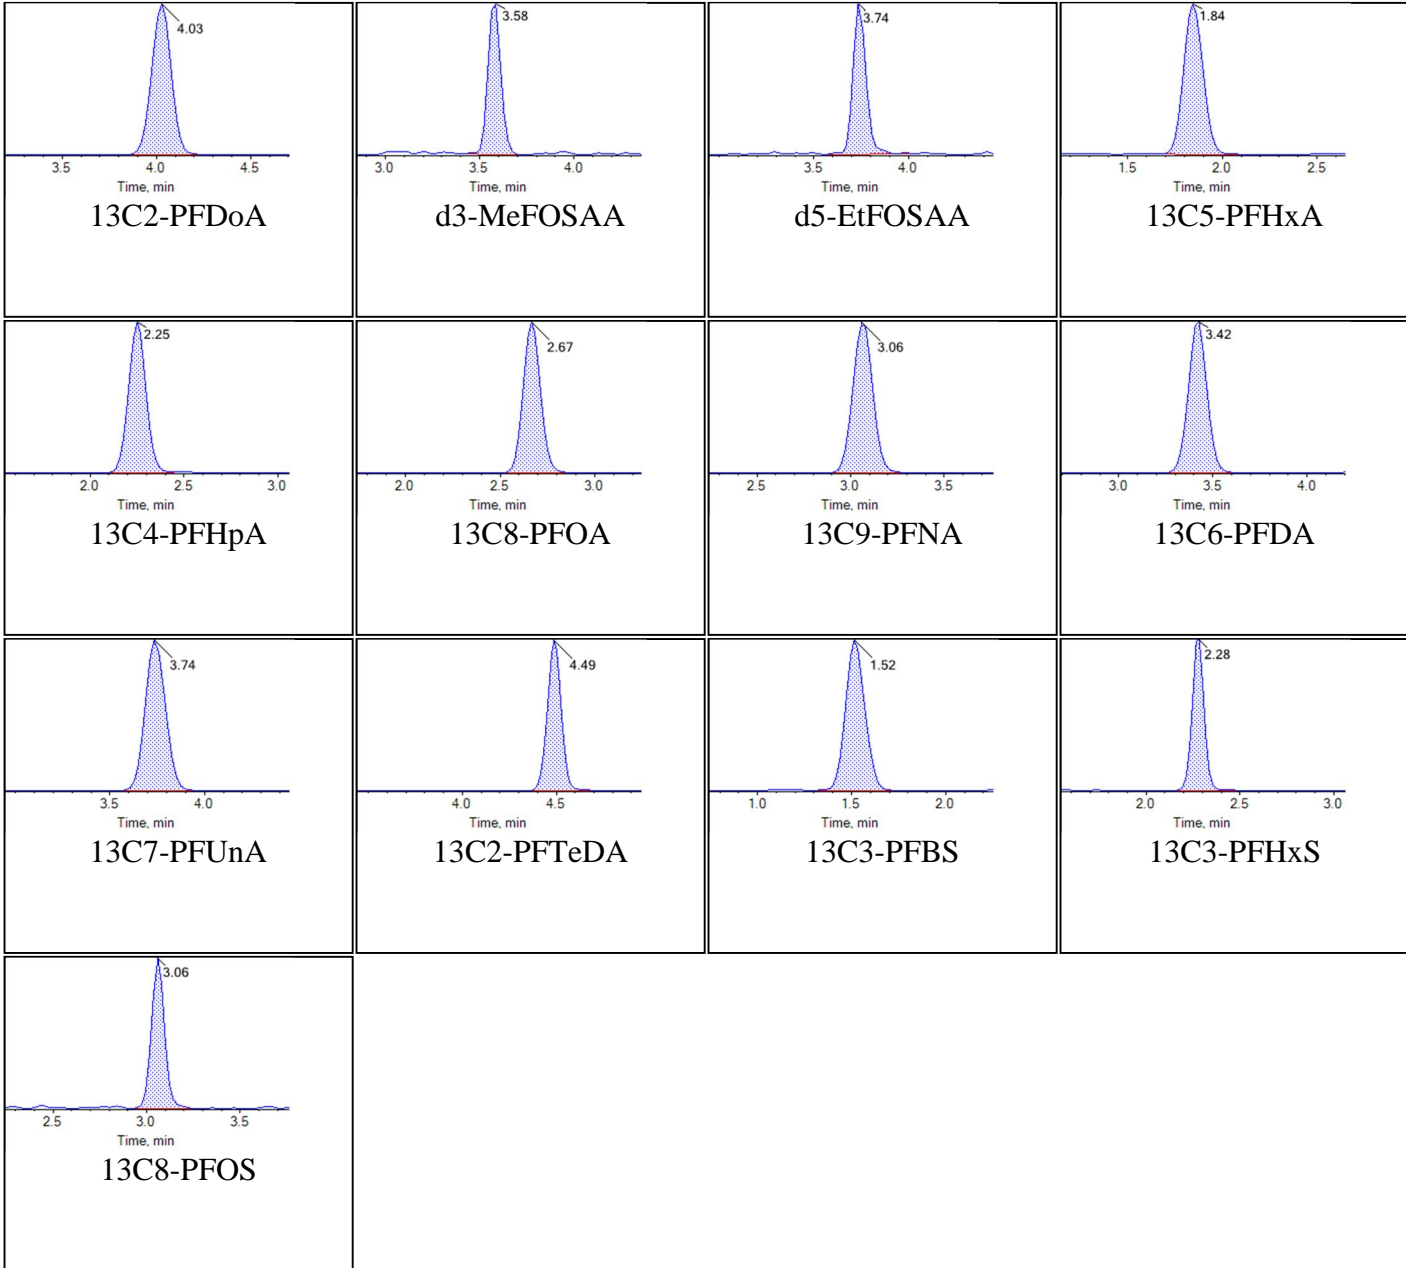 4.03
3.5 4.0 4.5
Time, min
13C2-PFDoA
3.58
3.0 3.5 4.0
Time, min
d3-MeFOSAA
3.74
3.5 4.0
Time, min
d5-EtFOSAA
1.84
1.5 2.0 2.5
Time, min
13C5-PFHxA
2.25
2.0 2.5 3.0
Time, min
13C4-PFHpA
2.67
2.0 2.5 3.0
Time, min
13C8-PFOA
3.06
2.5 3.0 3.5
Time, min
13C9-PFNA
3.42
3.0 3.5 4.0
Time, min
13C6-PFDA
3.74
3.5 4.0
Time, min
13C7-PFUnA
4.49
4.0 4.5
Time, min
13C2-PFTeDA
1.52
1.0 1.5 2.0
Time, min
13C3-PFBS
2.28
2.0 2.5 3.0
Time, min
13C3-PFHxS
3.06
2.5 3.0 3.5
Time, min
13C8-PFOS